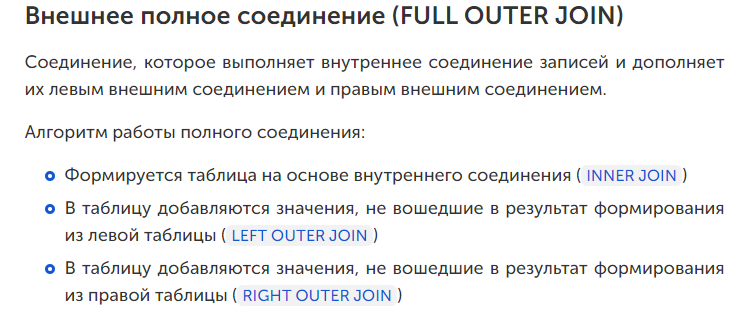 Внешнее полное соединение (FULL OUTER JOIN)
Соединение, которое выполняет внутреннее соединение записей и дополняет
их левым внешним соединением и правым внешним соединением.
Алгоритм работы полного соединения:
Формируется таблица на основе внутреннего соединения ( INNER JOIN )
В таблицу добавляются значения, не вошедшие в результат формирования
из левой таблицы ( LEFT OUTER JOIN )
В таблицу добавляются значения, не вошедшие в результат формирования
из правой таблицы ( RIGHT OUTER JOIN )